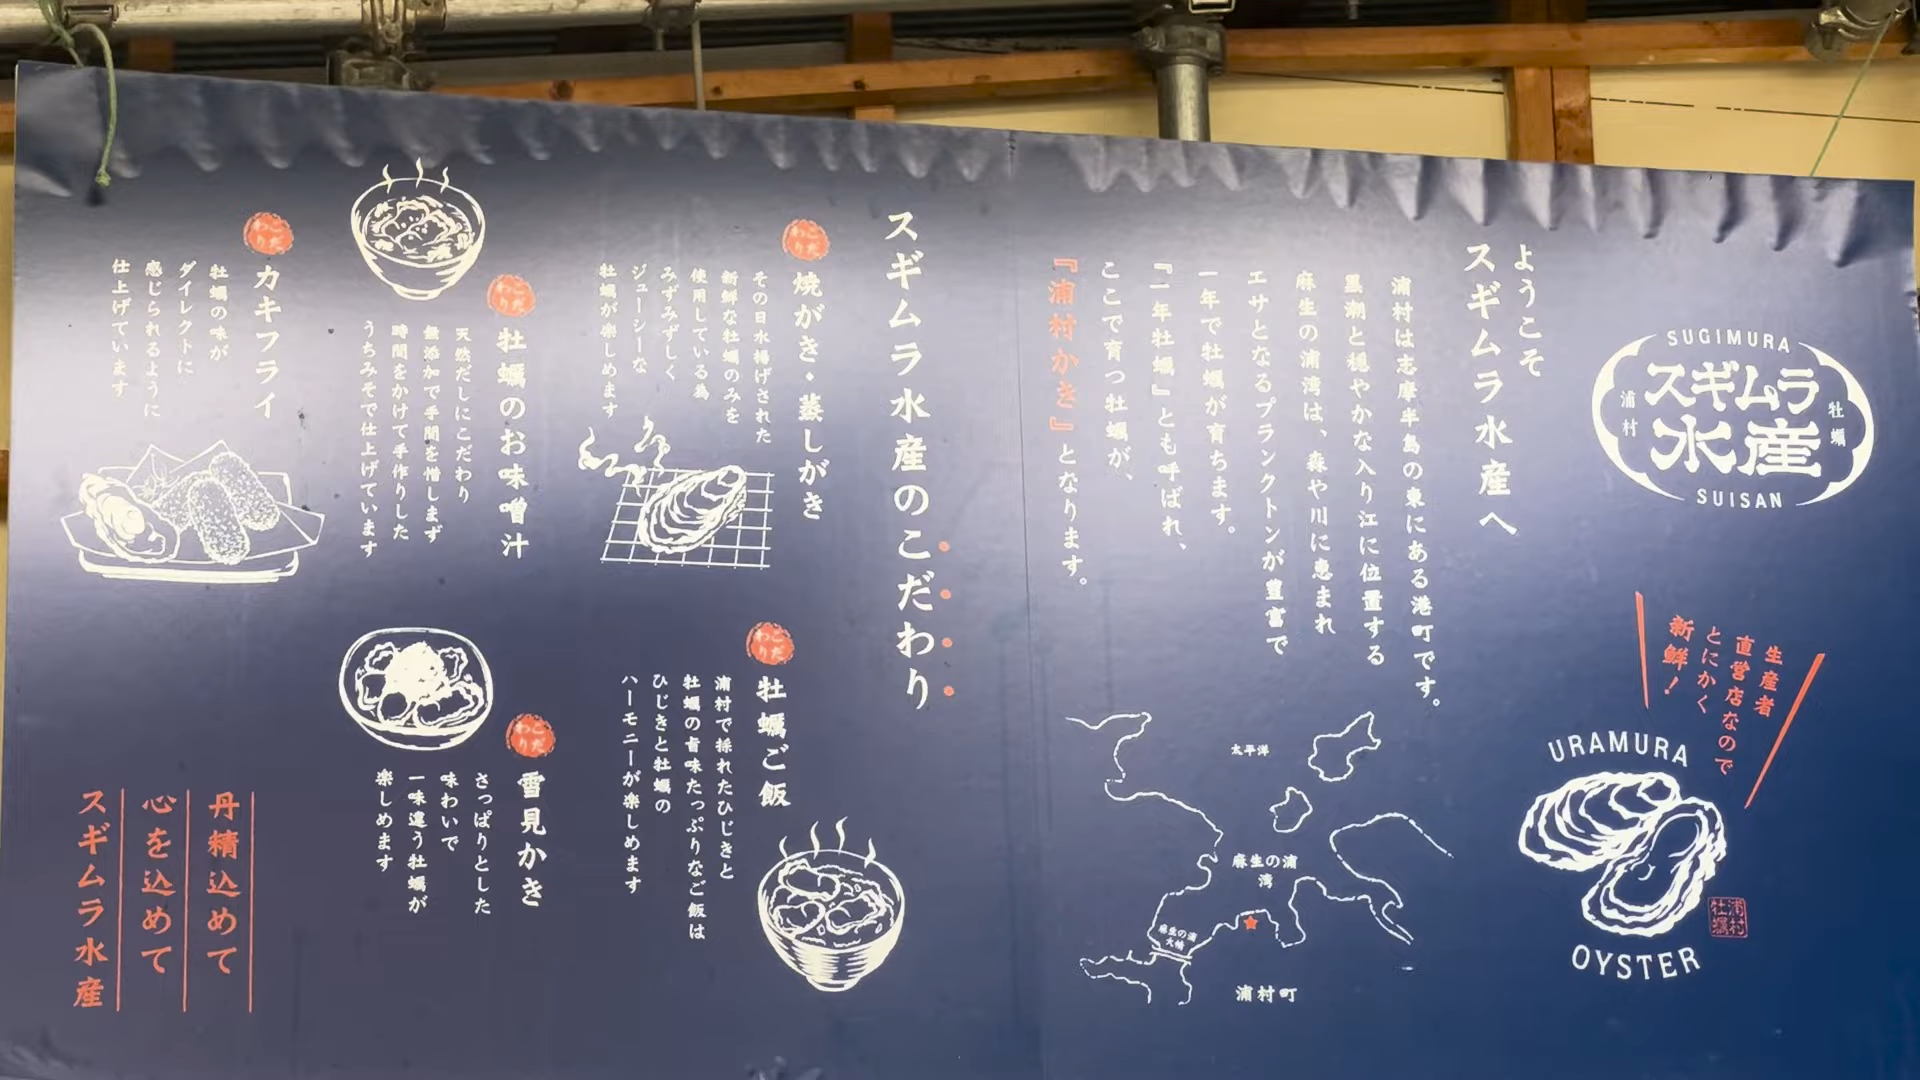 SUGIMURA
スギムラ
水産
牡蠣
浦村
SUISAN
生産者
直営店なので
とにかく
新鮮！
URAMURA
OYSTER
浦村
牡蠣
ようこそ
スギムラ水産へ
浦村は志摩半島の東にある港町です。
黒潮と穏やかな入り江に位置する
麻生の浦湾は、森や川に恵まれ
エサとなるプランクトンが豊富で
一年で牡蠣が育ちます。
『一年牡蠣』とも呼ばれ、
ここで育つ牡蠣が、
『浦村かき』となります。
太平洋
麻生の浦
湾
麻生の浦
大橋
浦村町
スギムラ水産のこだわり
こだわり
焼がき・蒸しがき
その日水揚げされた
新鮮な牡蠣のみを
使用している為
みずみずしく
ジューシーな
牡蠣が楽しめます
こだわり
牡蠣のお味噌汁
天然だしにこだわり
無添加で手間を惜しまず
時間をかけて手作りした
うちみそで仕上げています
こだわり
カキフライ
牡蠣の味が
ダイレクトに
感じられるように
仕上げています
こだわり
牡蠣ご飯
浦村で採れたひじきと
牡蠣の旨味たっぷりなご飯は
ひじきと牡蠣の
ハーモニーが楽しめます
こだわり
雪見かき
さっぱりとした
味わいで
一味違う牡蠣が
楽しめます
丹精込めて
心を込めて
スギムラ水産